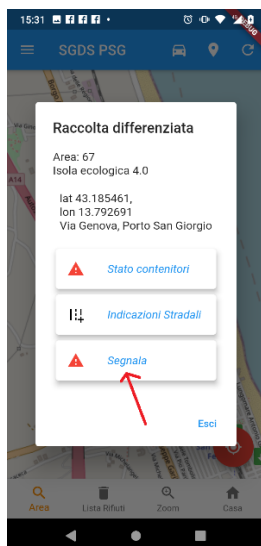 15:31
SGDS PSG
A14
Raccolta differenziata
Area: 67
Isola ecologica 4.0
lat 43.185461,
lon 13.792691
Via Genova, Porto San Giorgio
Stato contenitori
Indicazioni Stradali
Segnala
Esci
Area
Lista Rifiuti
Zoom
Casa